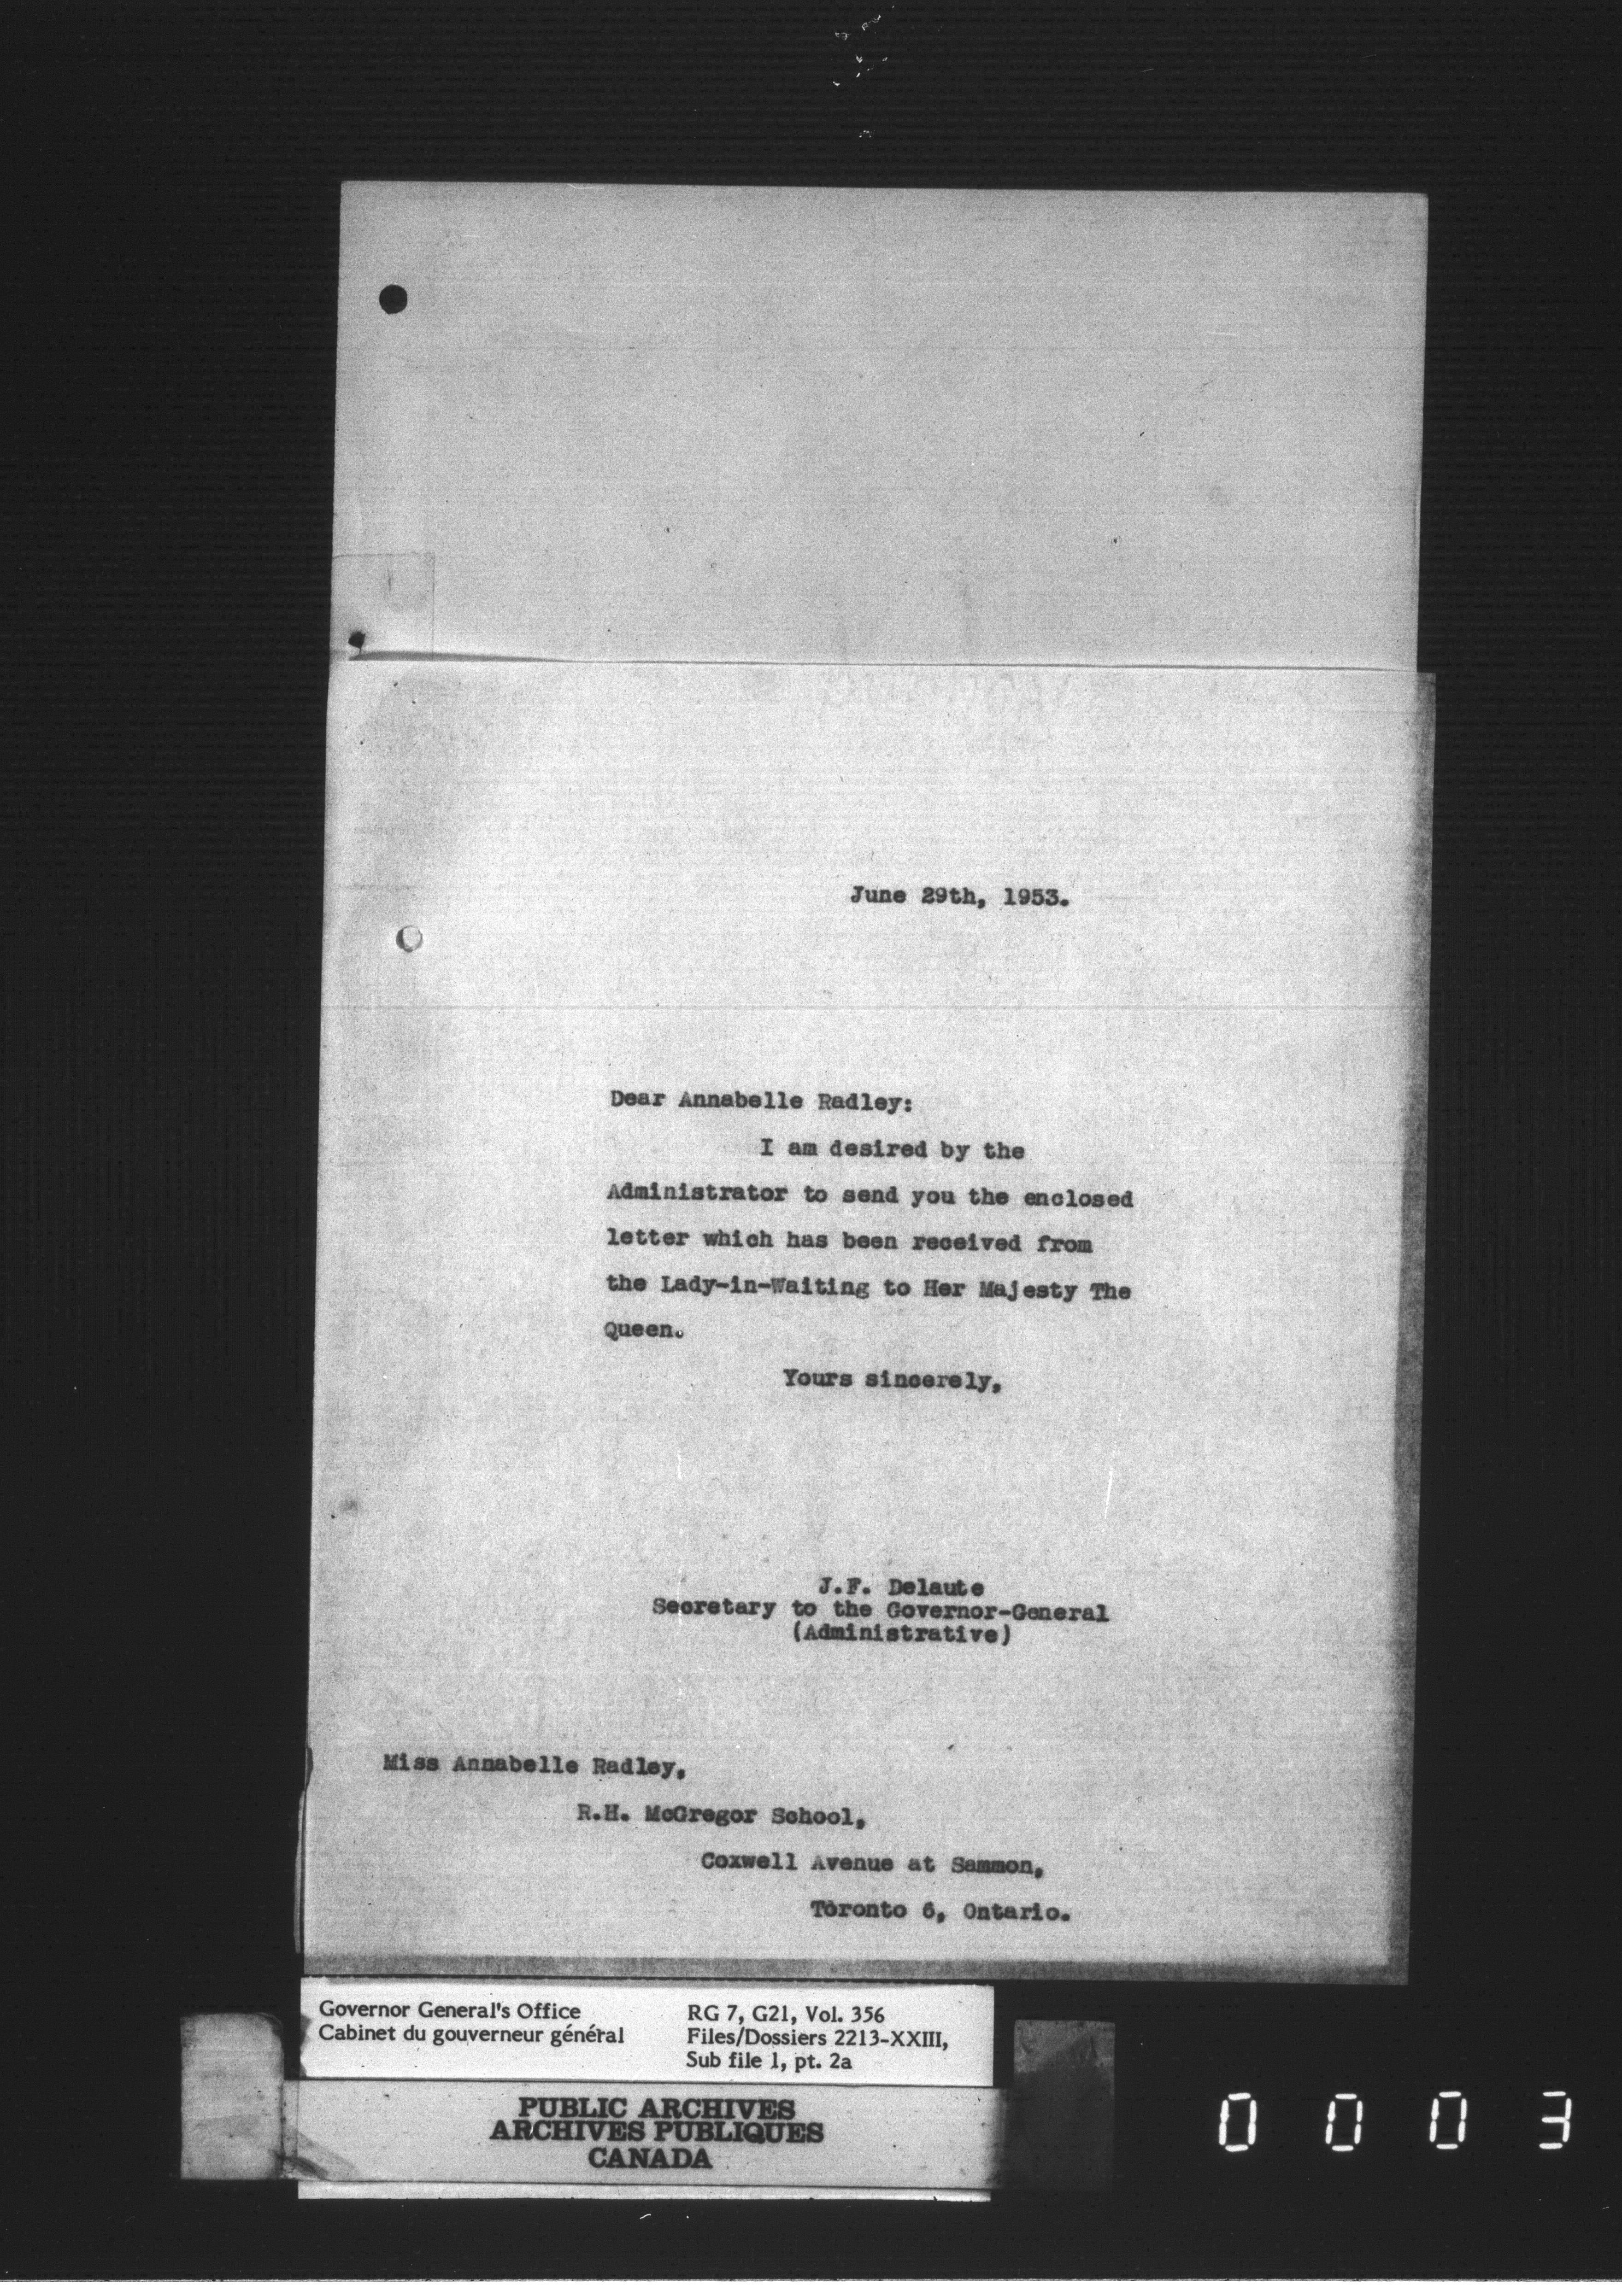 June 29th, 1953.
Dear Annabelle Radley:
I am desired by the
Administrator to send you the enclosed
letter which has been received from
the Lady-in-Waiting to Her Majesty The
Queen.
Yours sincerely,
J.F. Delaute
Secretary to the Governor-General
(Administrative)
Miss Annabelle Radley,
R.H. McGregor School,
Coxwell Avenue at Sammon,
Toronto 6, Ontario.
Governor General's Office
Cabinet du gouverneur général
RG 7, G21, Vol. 356
Files/Dossiers 2213-XXIII,
Sub file 1, pt. 2a
PUBLIC ARCHIVES
ARCHIVES PUBLIQUES
CANADA
0 0 0 3